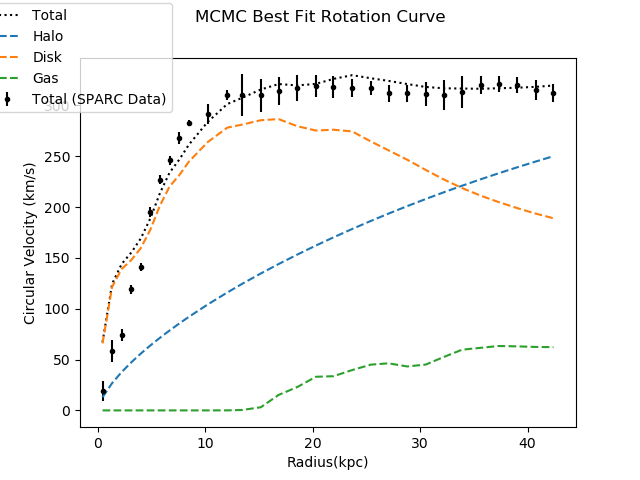 MCMC Best Fit Rotation Curve
Total
Halo
Disk
Gas
Total (SPARC Data)
Circular Velocity (km/s)
300
250
200
150
100
50
0
0 10 20 30 40
Radius(kpc)